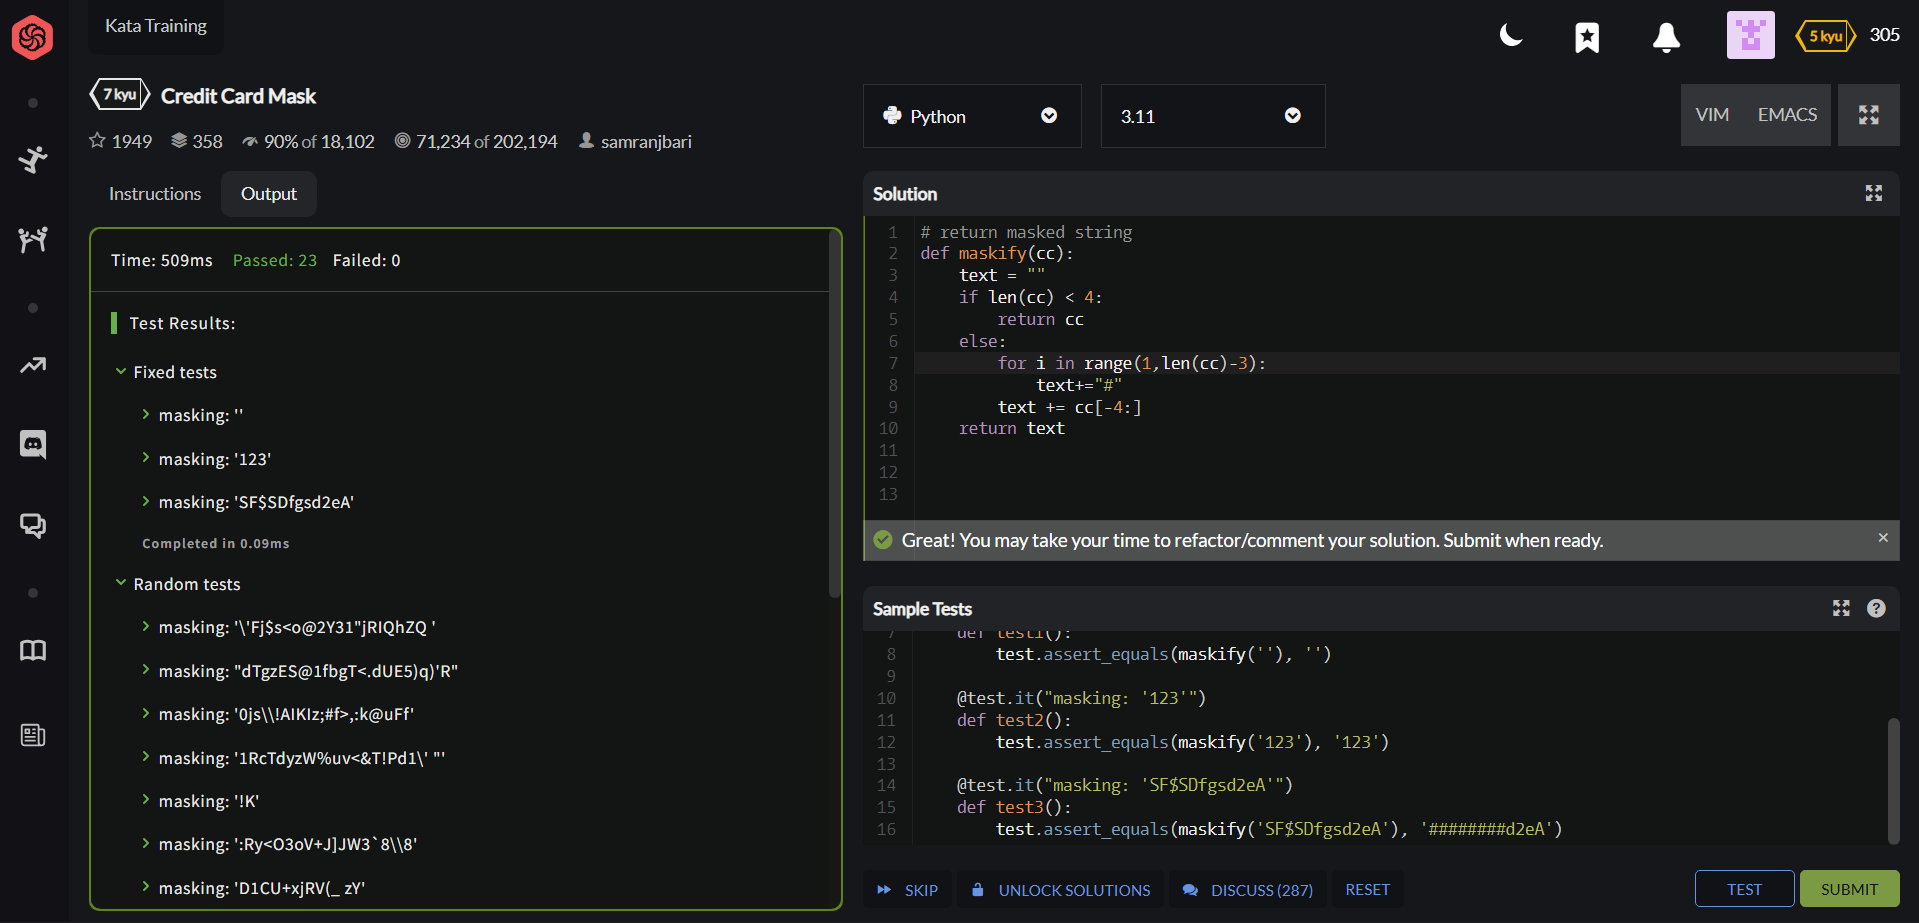 Kata Training
5 kyu 305
7 kyu Credit Card Mask
1949 358 90% of 18,102 71,234 of 202,194 samranjbari
Instructions Output
Time: 509ms Passed: 23 Failed: 0
Test Results:
Fixed tests
masking: ''
masking: '123'
masking: 'SF$SDfgsd2eA'
Completed in 0.09ms
Random tests
masking: '\'Fj$s<o@2Y31"jRIQhZQ '
masking: "dTgzES@1fbgT<.dUE5)q)'R"
masking: '0js\\!AIKIz;#f>,:k@uFf'
masking: '1RcTdyzW%uv<&T!Pd1\' "'
masking: '!K'
masking: ':Ry<O3oV+J]JW3`8\\8'
masking: 'D1CU+xjRV(_ zY'
Python 3.11 VIM EMACS
Solution
1 # return masked string
2 def maskify(cc):
3 text = ""
4 if len(cc) < 4:
5 return cc
6 else:
7 for i in range(1,len(cc)-3):
8 text+="#"
9 text += cc[-4:]
10 return text
11
12
13
Great! You may take your time to refactor/comment your solution. Submit when ready. ×
Sample Tests ?
7 def test1():
8 test.assert_equals(maskify(''), '')
9
10 @test.it("masking: '123'")
11 def test2():
12 test.assert_equals(maskify('123'), '123')
13
14 @test.it("masking: 'SF$SDfgsd2eA'")
15 def test3():
16 test.assert_equals(maskify('SF$SDfgsd2eA'), '########d2eA')
SKIP UNLOCK SOLUTIONS DISCUSS (287) RESET TEST SUBMIT